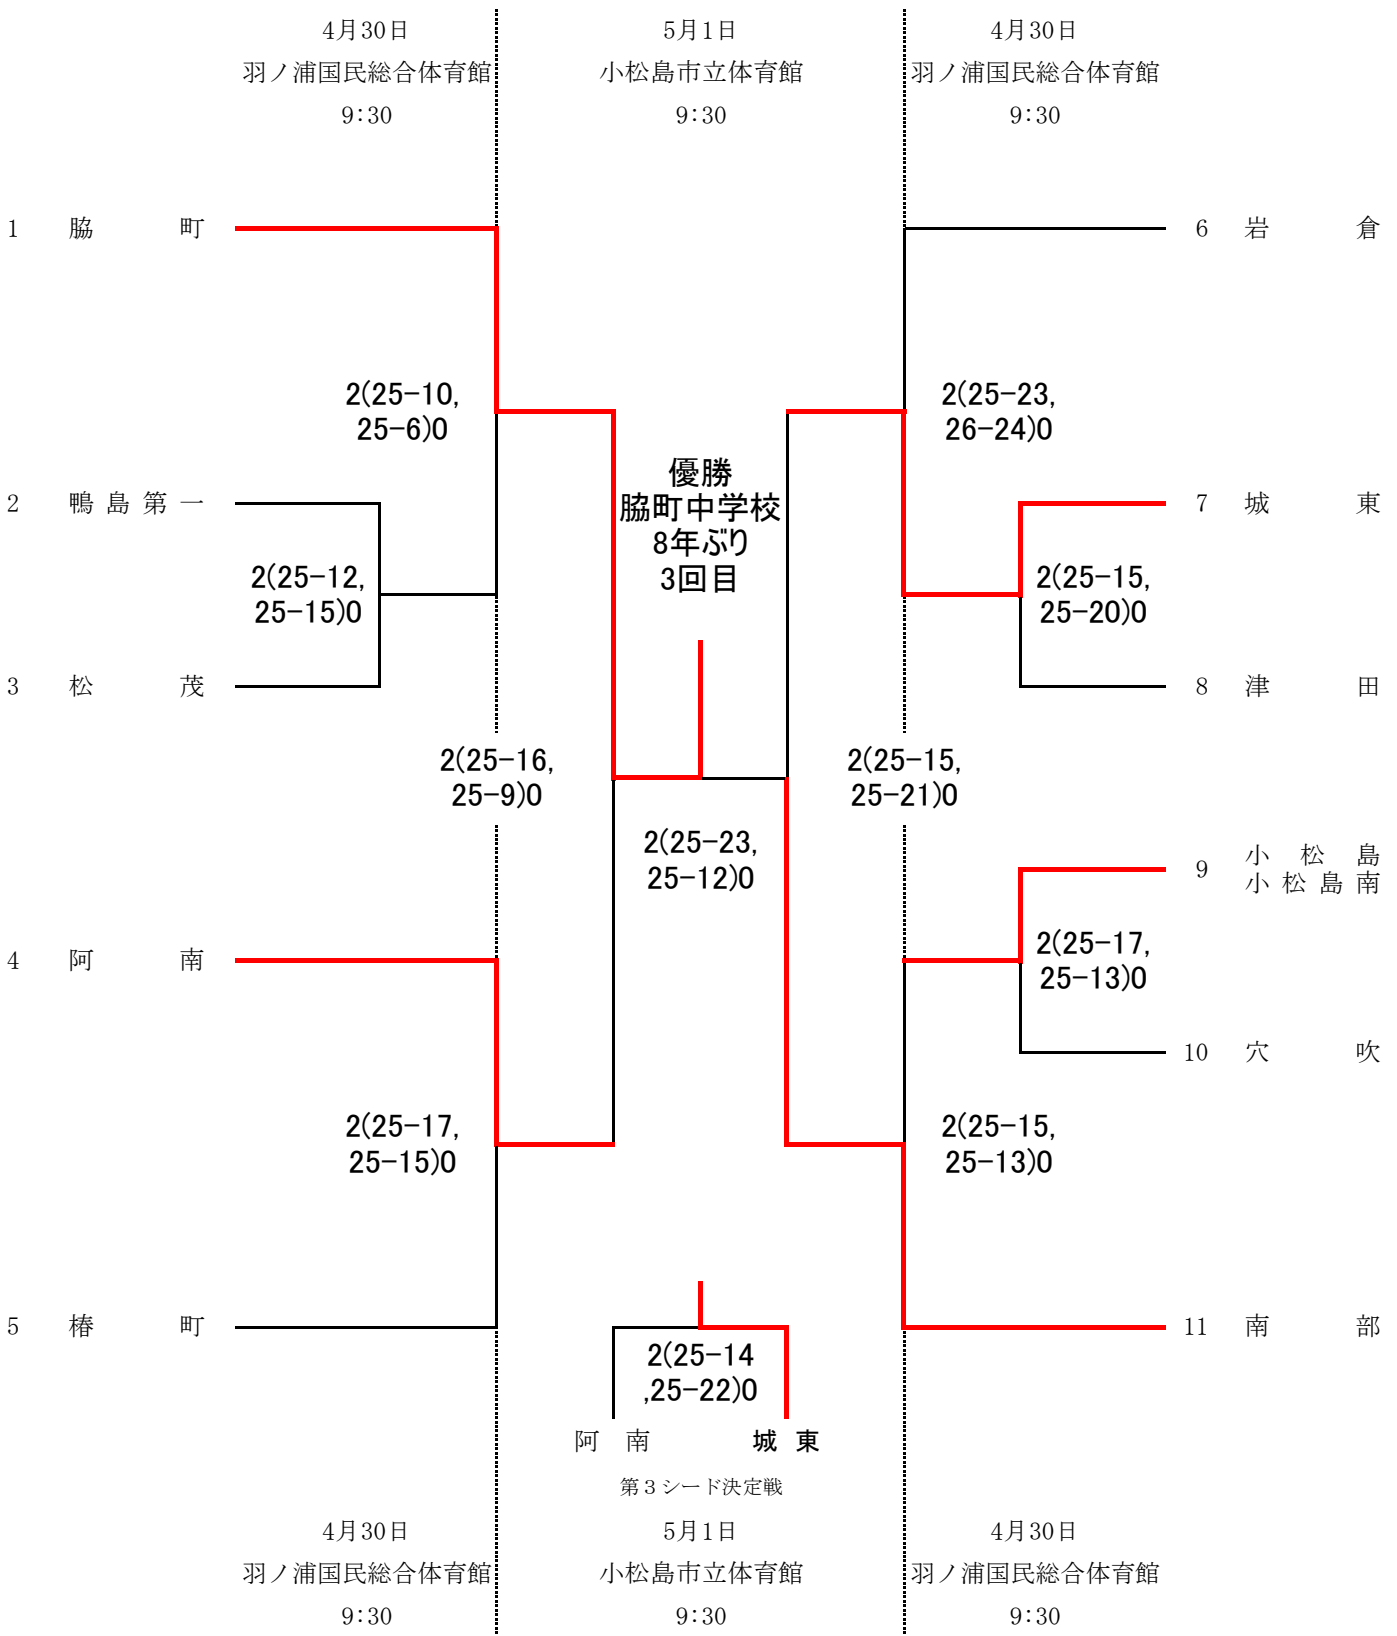 4月30日
羽ノ浦国民総合体育館
9:30
5月1日
小松島市立体育館
9:30
4月30日
羽ノ浦国民総合体育館
9:30
1 脇町
2(25-10,
25-6)0
2 鴨島第一
2(25-12,
25-15)0
3 松茂
2(25-16,
25-9)0
4 阿南
2(25-17,
25-15)0
5 椿町
優勝
脇町中学校
8年ぶり
3回目
2(25-23,
25-12)0
6 岩倉
2(25-23,
26-24)0
7 城東
2(25-15,
25-20)0
8 津田
2(25-15,
25-21)0
9 小松島
小松島南
2(25-17,
25-13)0
10 穴吹
2(25-15,
25-13)0
11 南部
2(25-14
,25-22)0
阿南 城東
第3シード決定戦
4月30日
羽ノ浦国民総合体育館
9:30
5月1日
小松島市立体育館
9:30
4月30日
羽ノ浦国民総合体育館
9:30